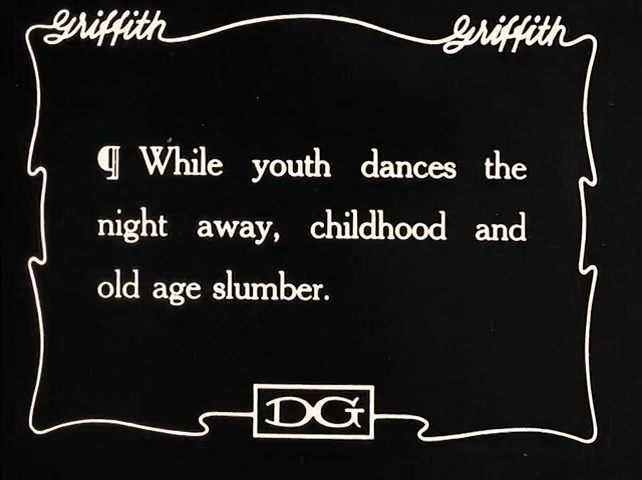 Griffith Griffith
¶ While youth dances the
night away, childhood and
old age slumber.
DG